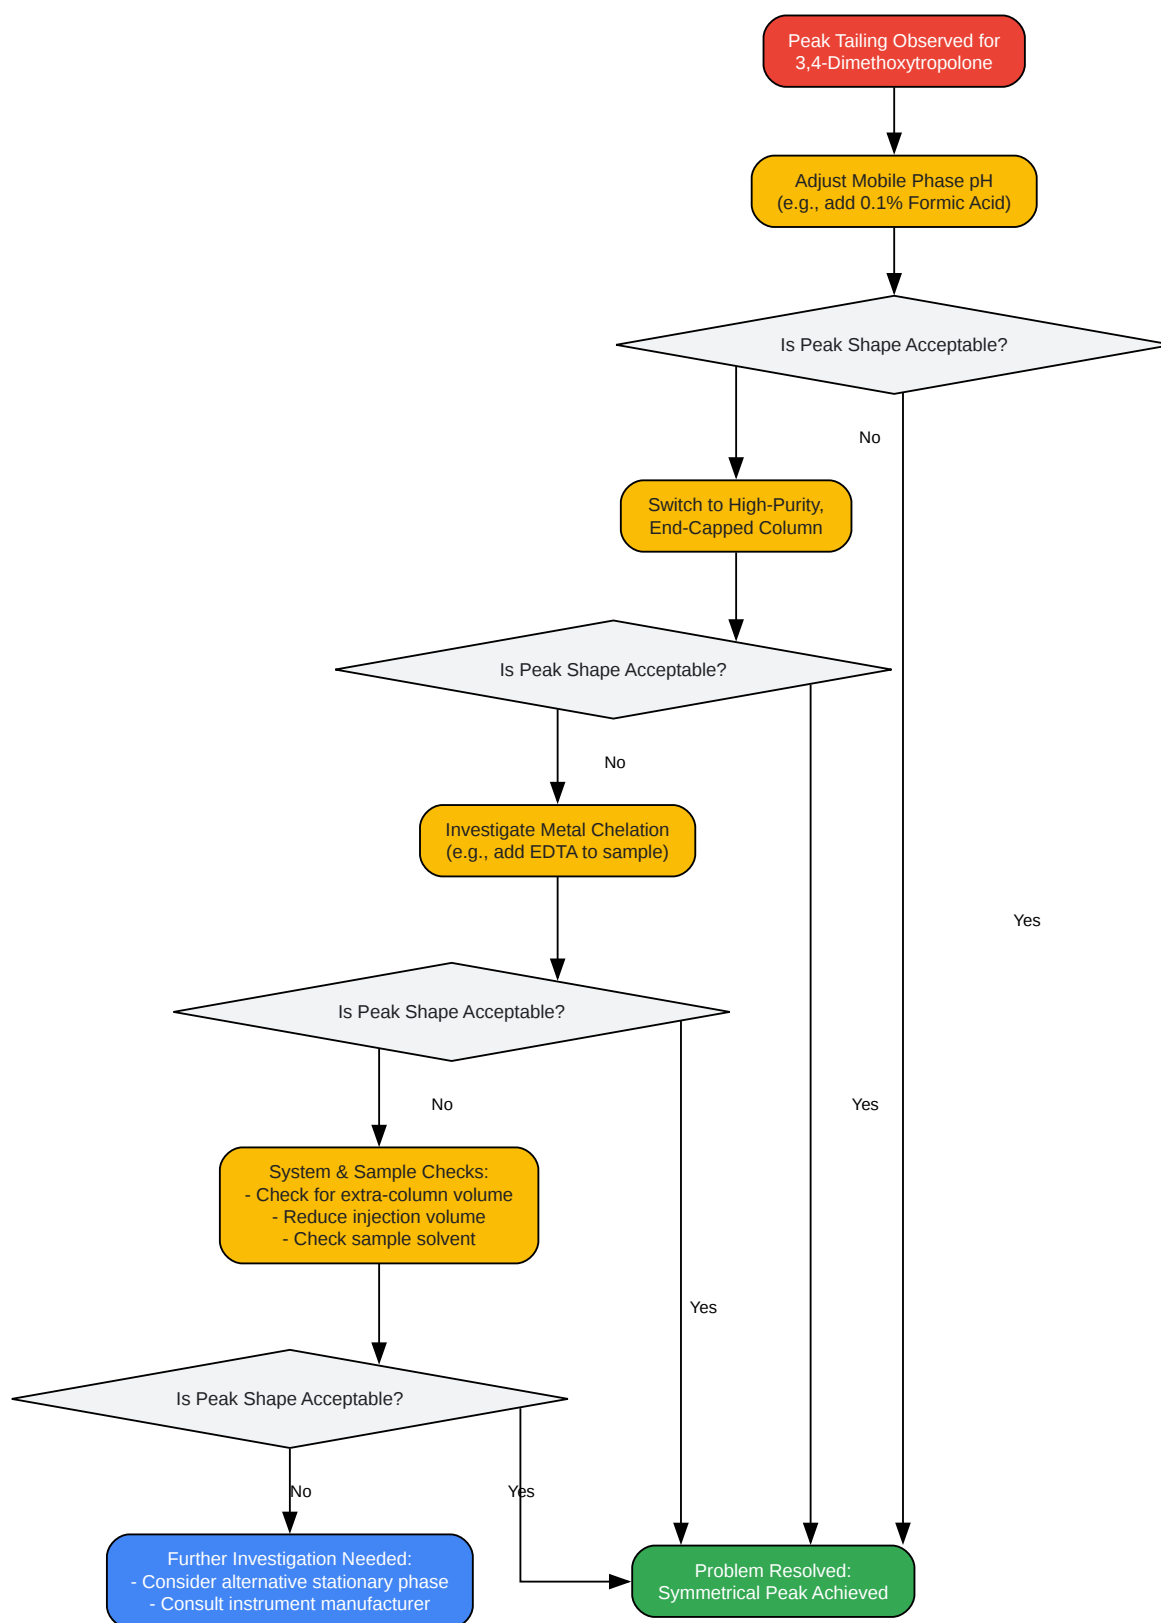 Peak Tailing Observed for
3,4-Dimethoxytropolone
Adjust Mobile Phase pH
(e.g., add 0.1% Formic Acid)
Is Peak Shape Acceptable?
No
Switch to High-Purity,
End-Capped Column
Is Peak Shape Acceptable?
No
Investigate Metal Chelation
(e.g., add EDTA to sample)
Yes
Is Peak Shape Acceptable?
No
Yes
System & Sample Checks:
- Check for extra-column volume
- Reduce injection volume
- Check sample solvent
Yes
Is Peak Shape Acceptable?
No
Yes
Further Investigation Needed:
- Consider alternative stationary phase
- Consult instrument manufacturer
Problem Resolved:
Symmetrical Peak Achieved